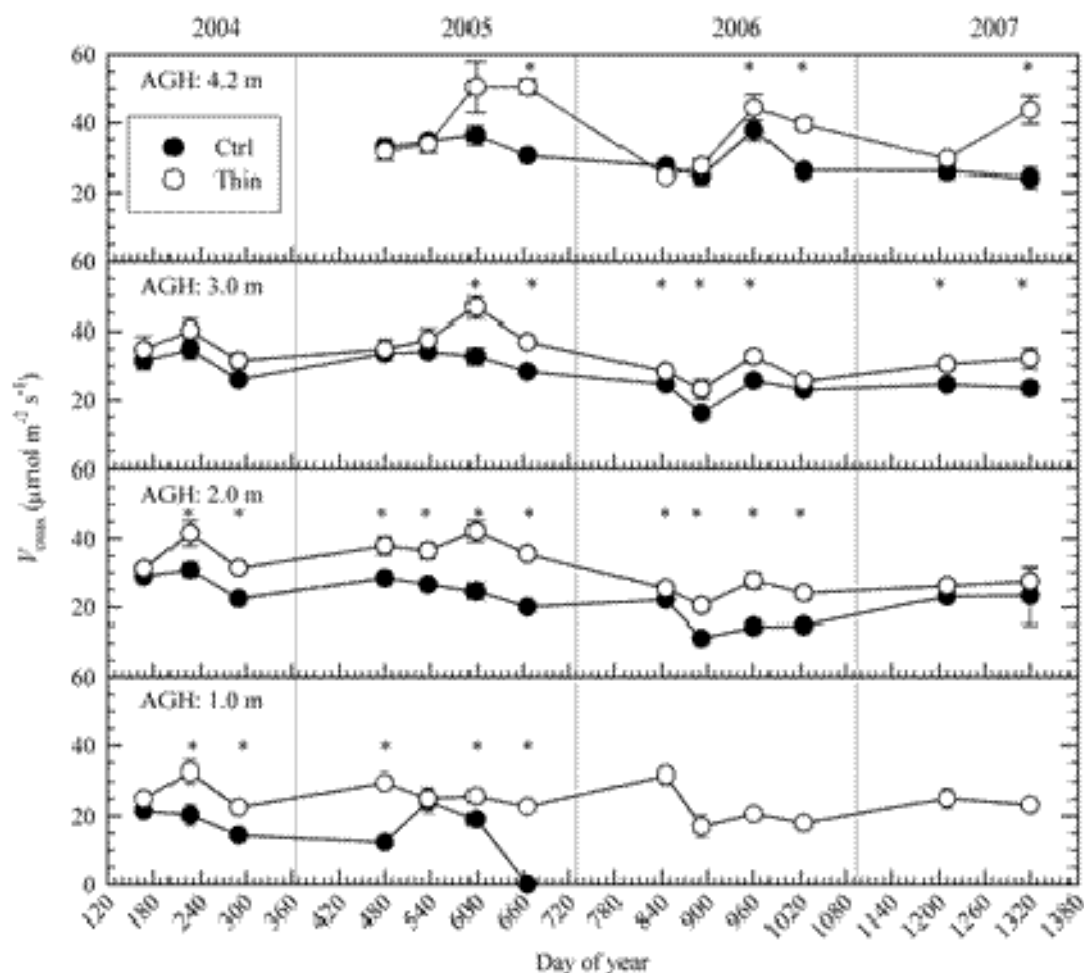 2004 2005 2006 2007
60
AGH: 4.2 m * * * *
Ctrl
Thin
40
20
60
AGH: 3.0 m * * * * * * *
40
20
60
AGH: 2.0 m
* * * * * * * * * *
40
20
60
AGH: 1.0 m
* * * * *
40
20
0
(μmol m⁻² s⁻¹)
120 180 240 300 360 420 480 540 600 660 720 780 840 900 960 1020 1080 1140 1200 1260 1320 1380
Day of year